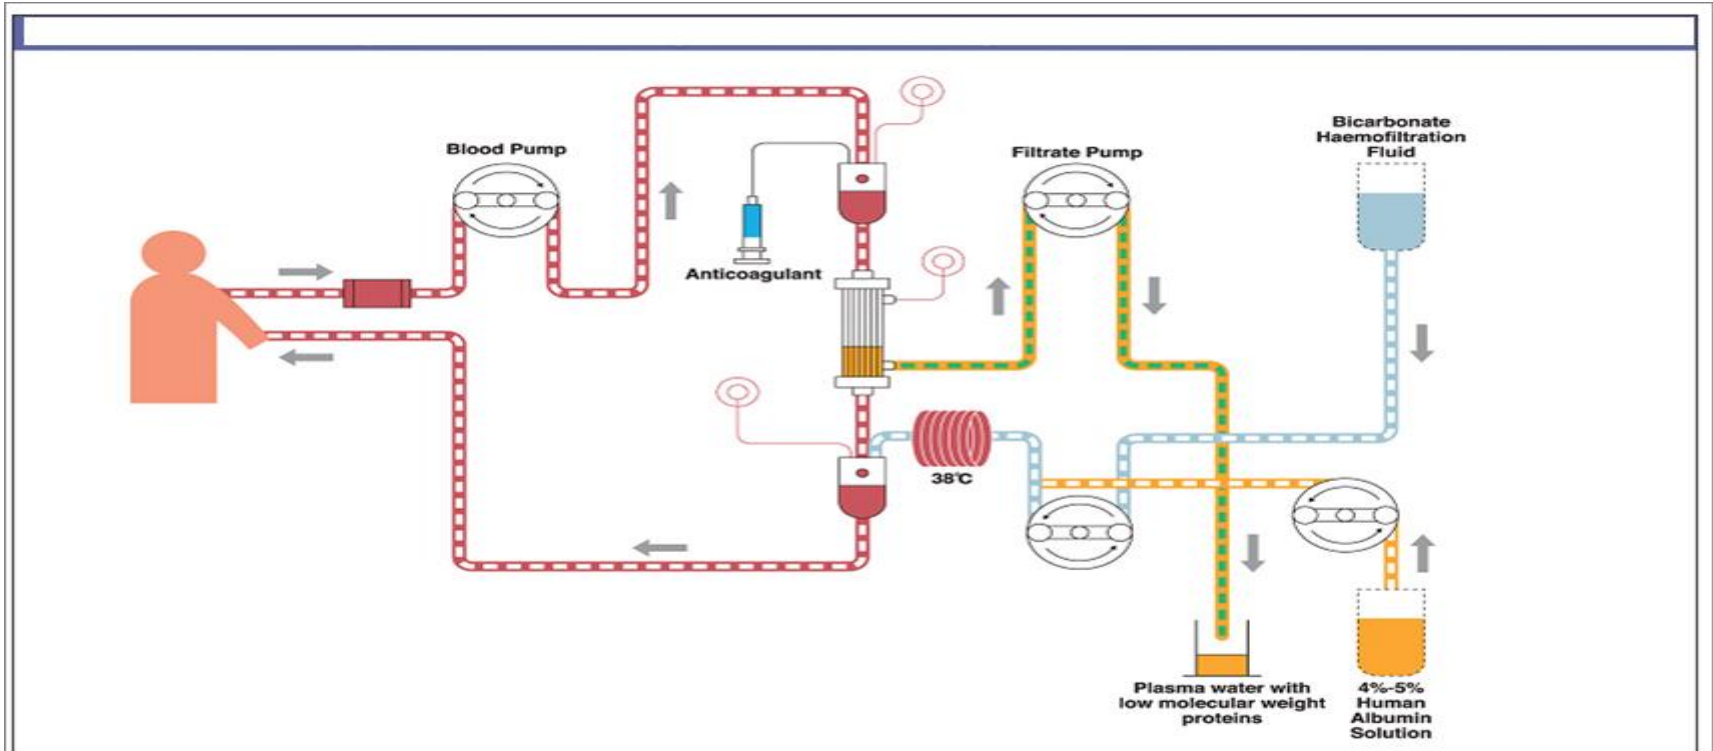 Blood Pump
Anticoagulant
Filtrate Pump
Bicarbonate
Haemofiltration
Fluid
38°C
Plasma water with
low molecular weight
proteins
4%-5%
Human
Albumin
Solution